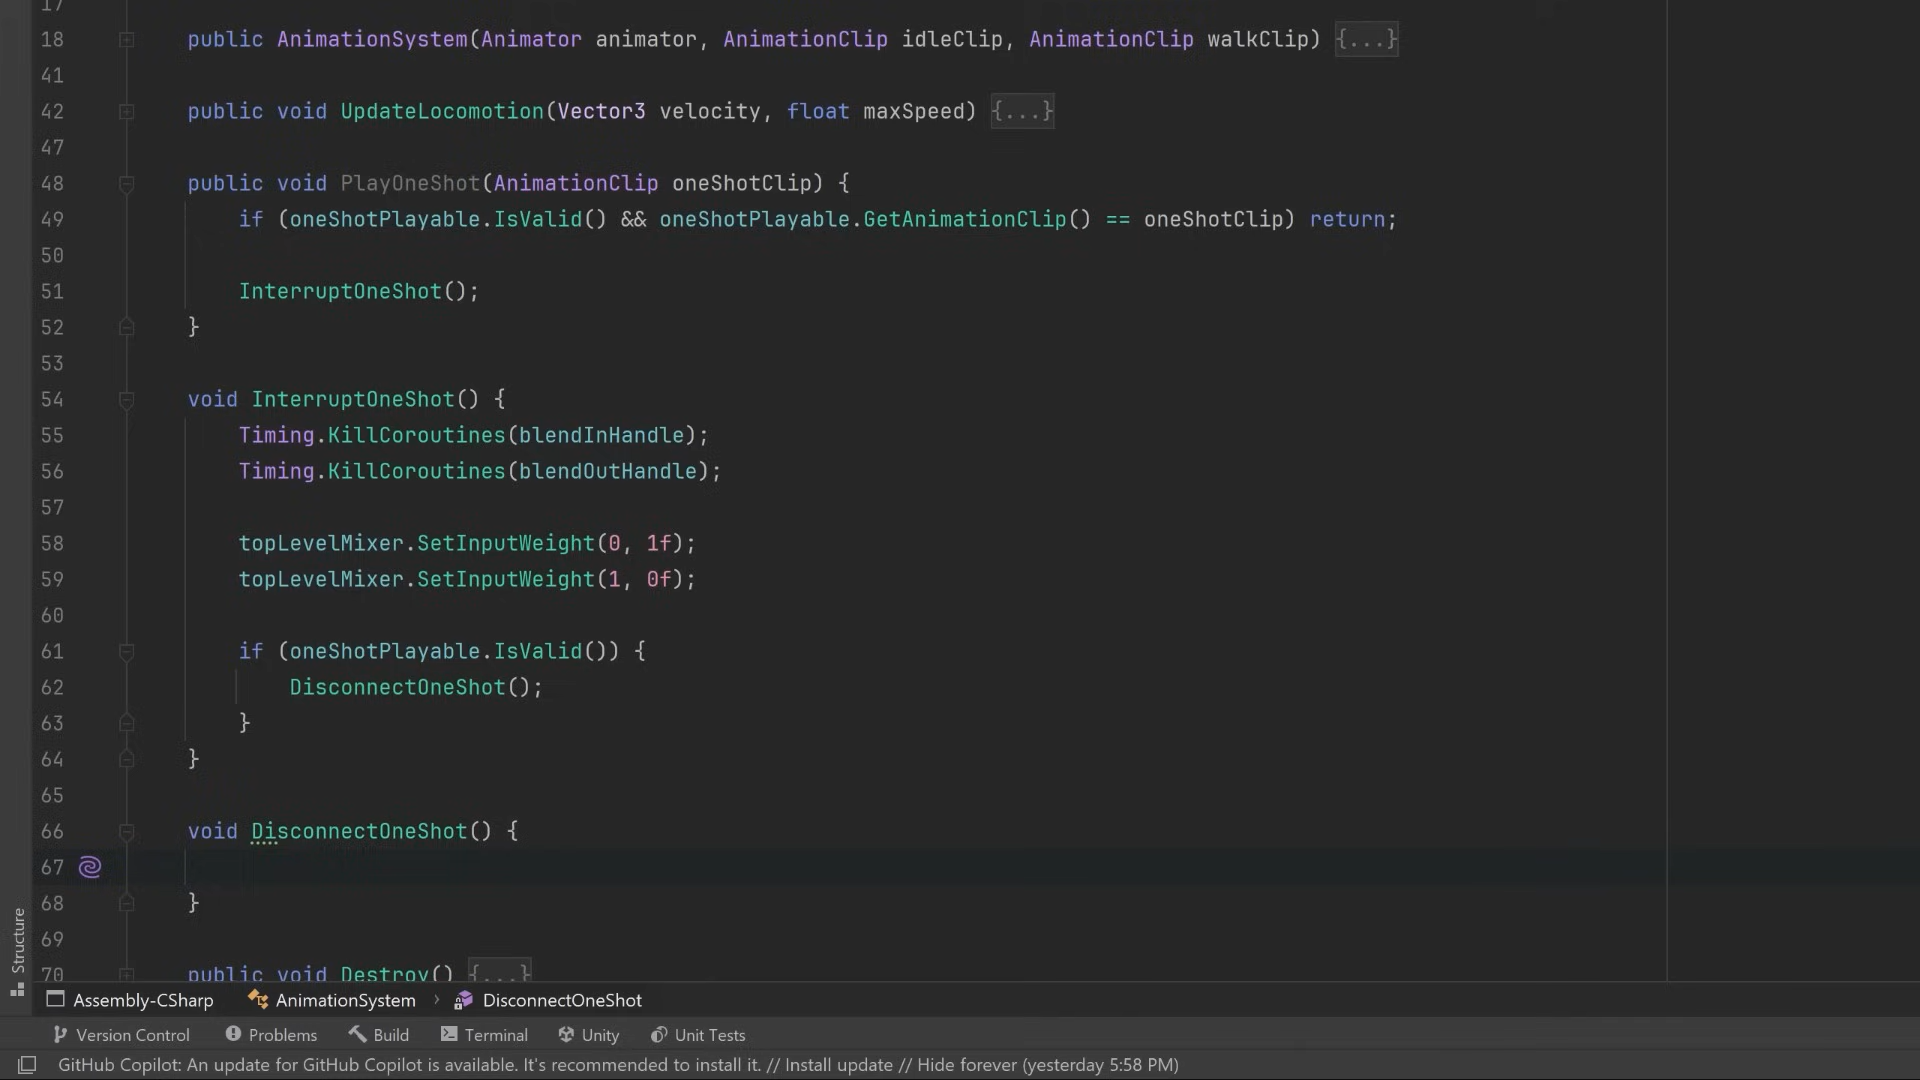 17
18 public AnimationSystem(Animator animator, AnimationClip idleClip, AnimationClip walkClip) {...}
41
42 public void UpdateLocomotion(Vector3 velocity, float maxSpeed) {...}
47
48 public void PlayOneShot(AnimationClip oneShotClip) {
49 if (oneShotPlayable.IsValid() && oneShotPlayable.GetAnimationClip() == oneShotClip) return;
50
51 InterruptOneShot();
52 }
53
54 void InterruptOneShot() {
55 Timing.KillCoroutines(blendInHandle);
56 Timing.KillCoroutines(blendOutHandle);
57
58 topLevelMixer.SetInputWeight(0, 1f);
59 topLevelMixer.SetInputWeight(1, 0f);
60
61 if (oneShotPlayable.IsValid()) {
62 DisconnectOneShot();
63 }
64 }
65
66 void DisconnectOneShot() {
67
68 }
69
70 public void Destroy() {...}
Structure
Assembly-CSharp AnimationSystem › DisconnectOneShot
Version Control Problems Build Terminal Unity Unit Tests
GitHub Copilot: An update for GitHub Copilot is available. It's recommended to install it. // Install update // Hide forever (yesterday 5:58 PM)